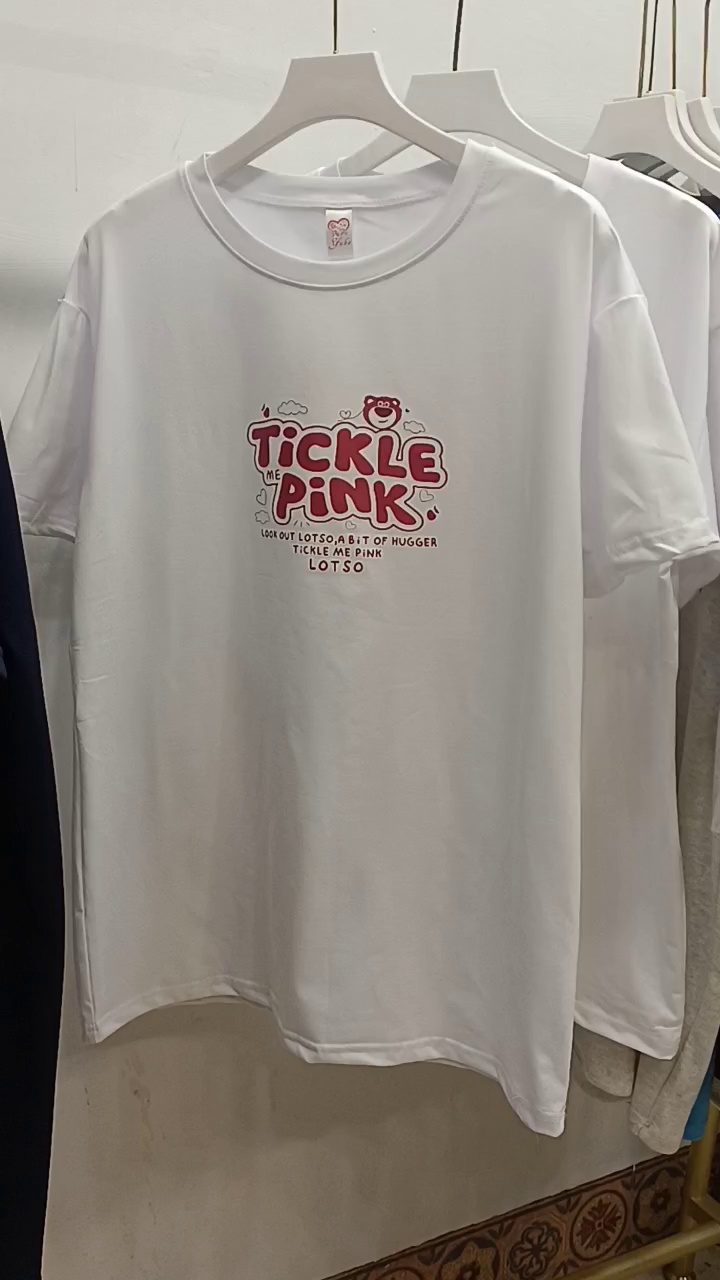 TiCKLE
ME
PiNK
LOOK OUT LOTSO,A BiT OF HUGGER
TiCKLE ME PiNK
LOTSO